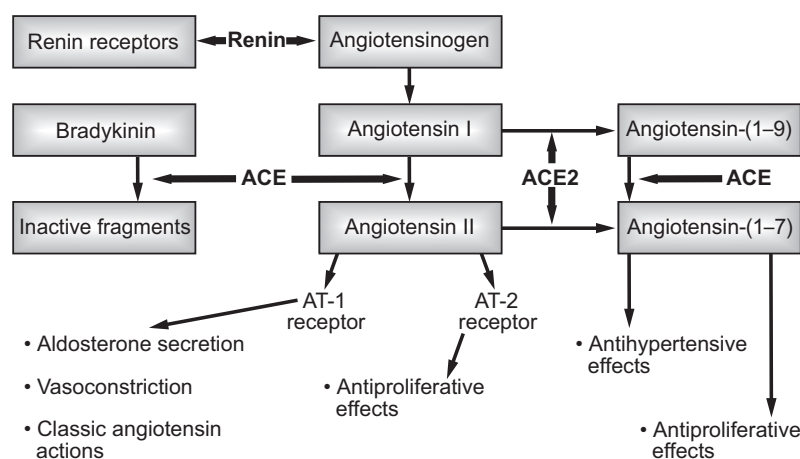 Renin receptors
Renin
Angiotensinogen
Bradykinin
Angiotensin I
Angiotensin-(1–9)
ACE
ACE2
ACE
Inactive fragments
Angiotensin II
Angiotensin-(1–7)
AT-1
receptor
AT-2
receptor
• Aldosterone secretion
• Vasoconstriction
• Classic angiotensin
actions
• Antiproliferative
effects
• Antihypertensive
effects
• Antiproliferative
effects